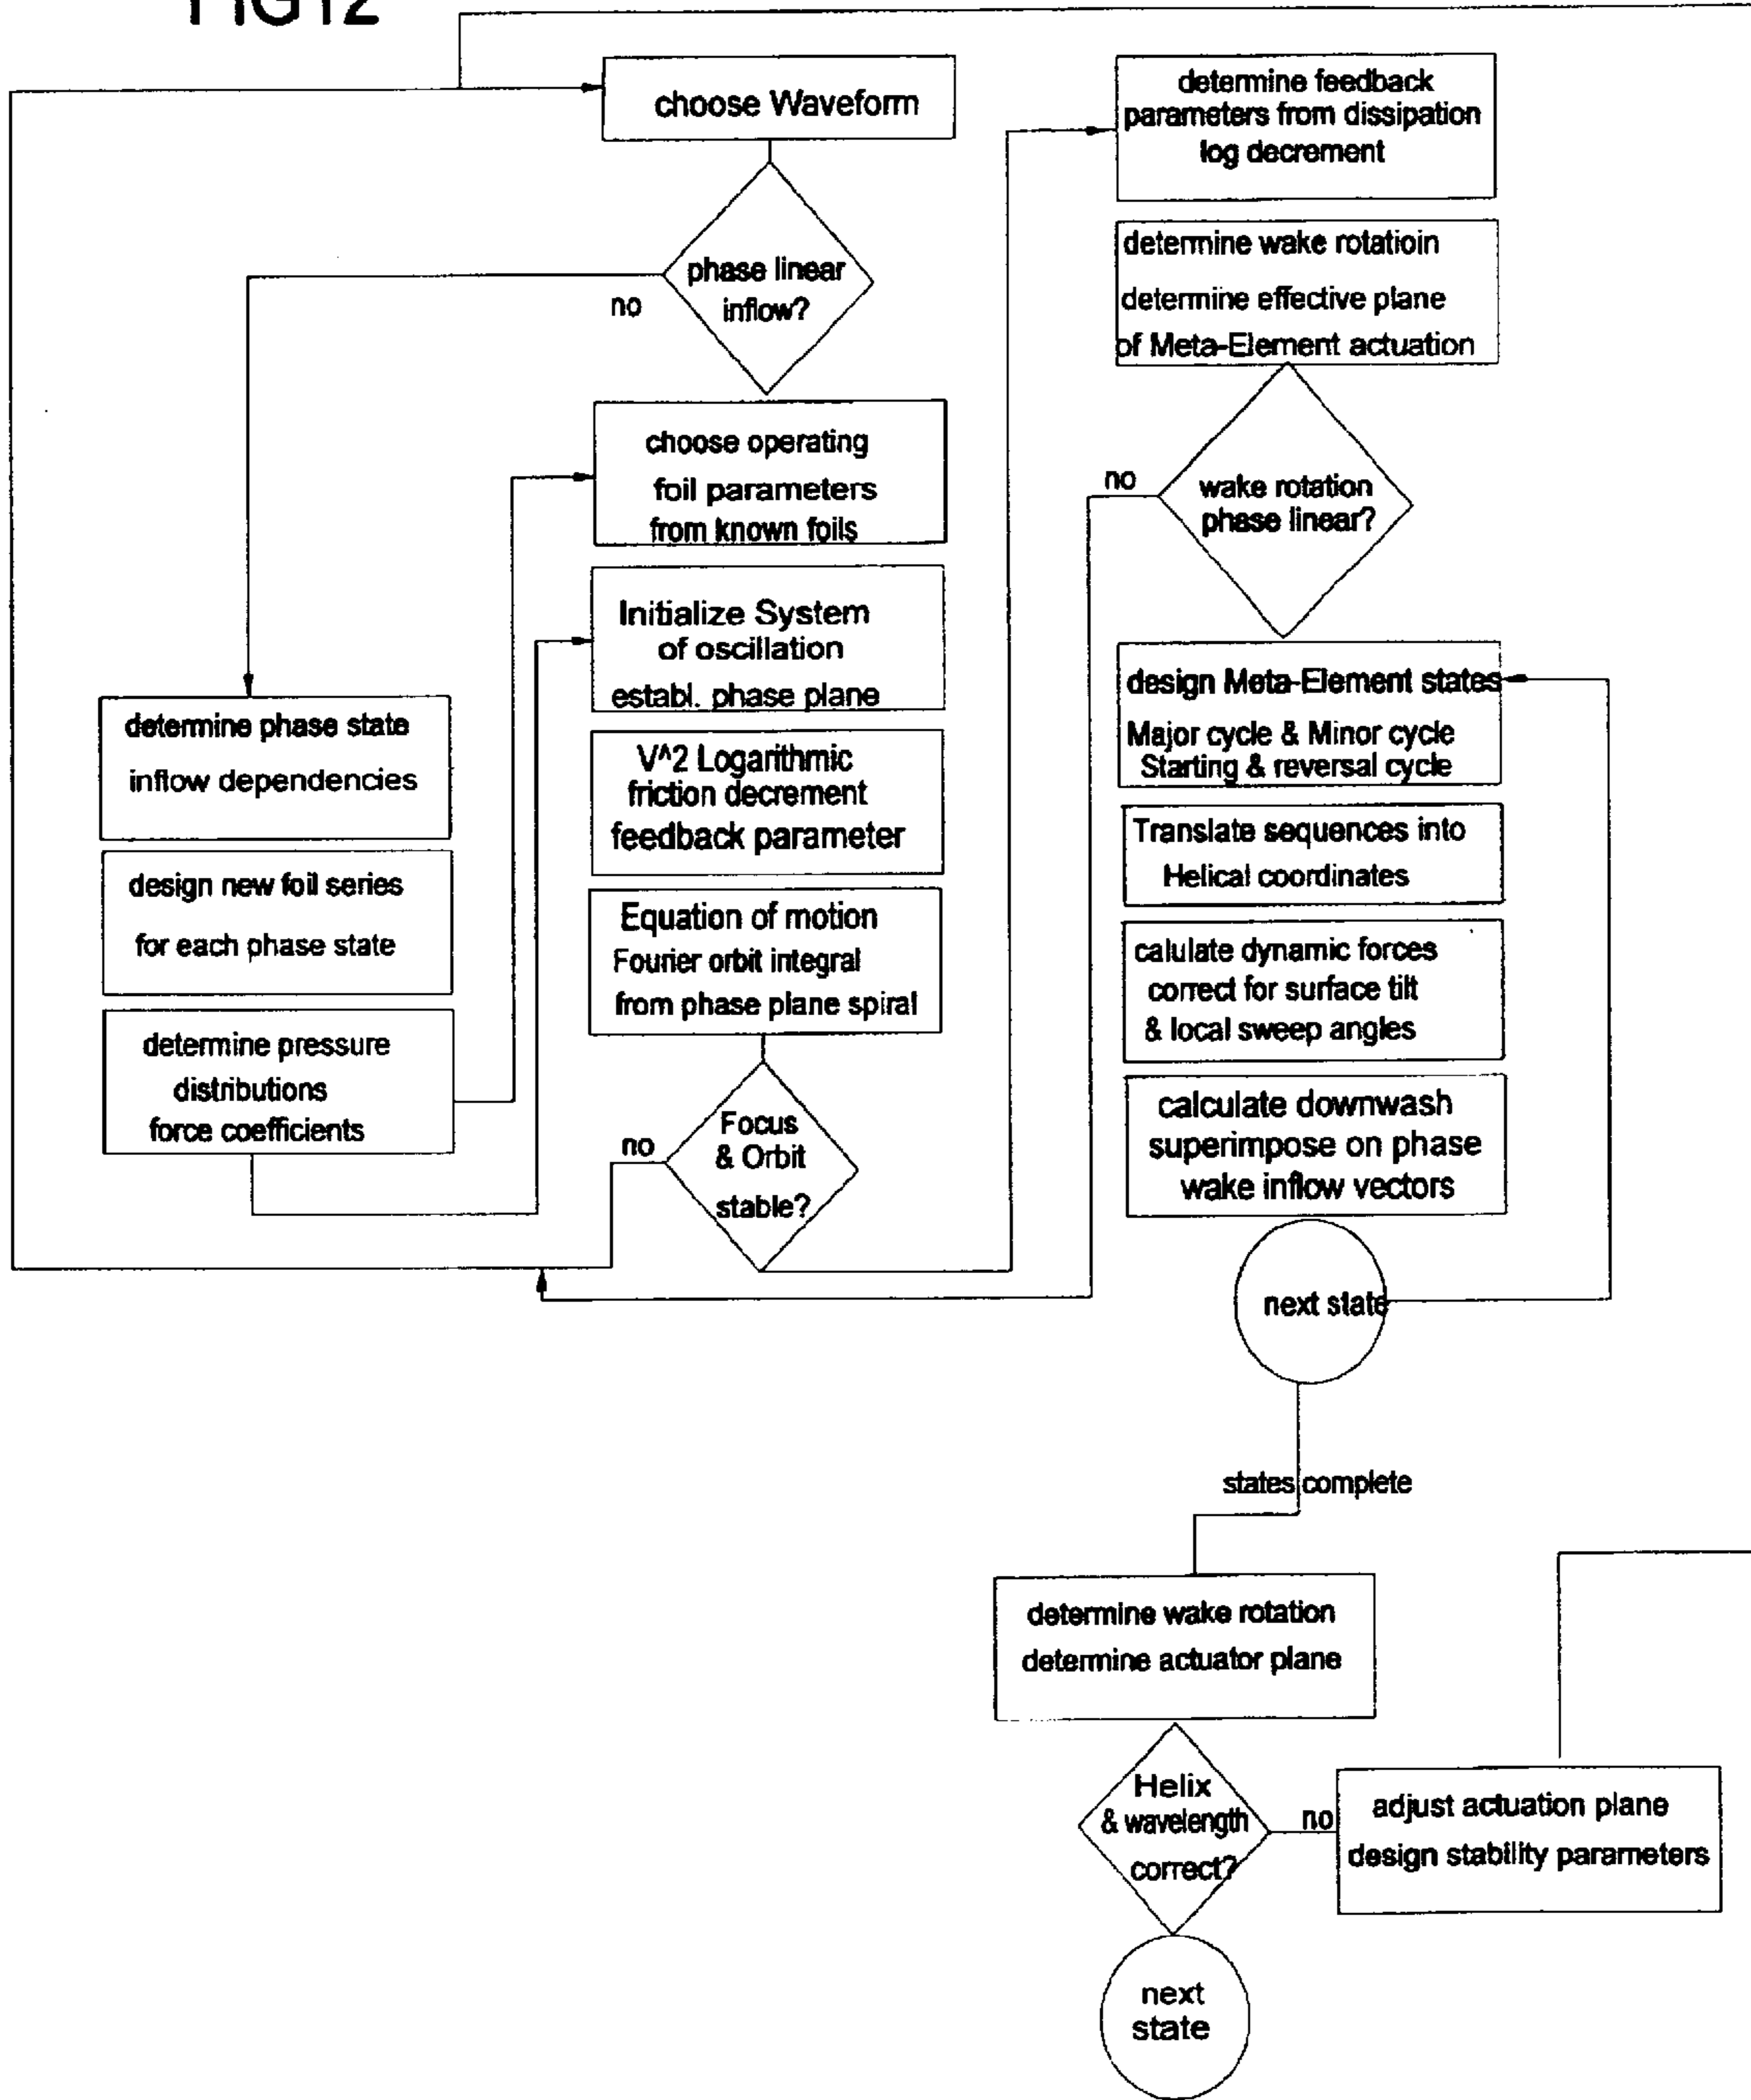 FIG12
choose Waveform
phase linear
inflow?
no
choose operating
foil parameters
from known foils
Initialize System
of oscillation
establ. phase plane
V^2 Logarithmic
friction decrement
feedback parameter
Equation of motion
Fourier orbit integral
from phase plane spiral
Focus
& Orbit
stable?
no
determine phase state
inflow dependencies
design new foil series
for each phase state
determine pressure
distributions
force coefficients
determine feedback
parameters from dissipation
log decrement
determine wake rotatioin
determine effective plane
of Meta-Element actuation
no
wake rotation
phase linear?
design Meta-Element states
Major cycle & Minor cycle
Starting & reversal cycle
Translate sequences into
Helical coordinates
calulate dynamic forces
correct for surface tilt
& local sweep angles
calculate downwash
superimpose on phase
wake inflow vectors
next state
states complete
determine wake rotation
determine actuator plane
Helix
& wavelength
correct?
no
adjust actuation plane
design stability parameters
next
state